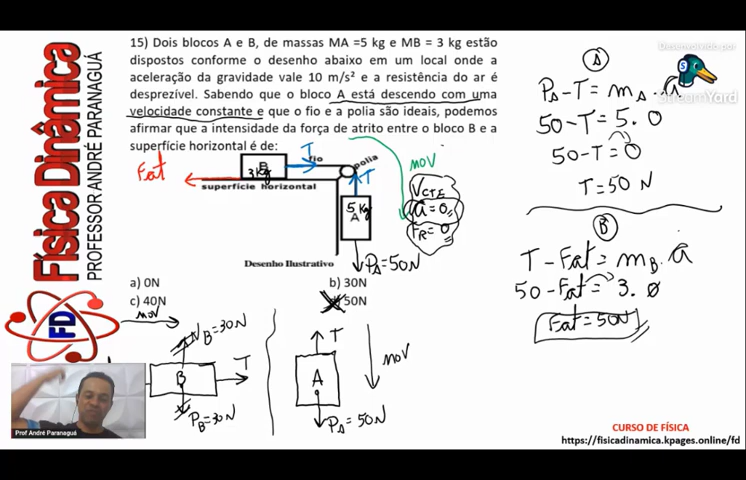 15) Dois blocos A e B, de massas MA =5 kg e MB = 3 kg estão
dispostos conforme o desenho abaixo em um local onde a
aceleração da gravidade vale 10 m/s² e a resistência do ar é
desprezível. Sabendo que o bloco A está descendo com uma
velocidade constante e que o fio e a polia são ideais, podemos
afirmar que a intensidade da força de atrito entre o bloco B e a
superfície horizontal é de:
Física Dinâmica
PROFESSOR ANDRÉ PARANAGUÁ
FD
Fat
B
3kg
T
fio
polia
T
superfície horizontal
5kg
A
PA=50N
Desenho Ilustrativo
mov
VCTE
a=0
FR=0
a) 0N
b) 30N
c) 40N
50N
mov
NB=30N
B
T
PB=30N
T
A
PA=50N
mov
Prof André Paranaguá
Desenvolvido por
StreamYard
A
PA-T=mA.a
50-T=5.0
50-T=0
T=50N
B
T-Fat=mB.a
50-Fat=3.0
Fat=50N
CURSO DE FÍSICA
https://fisicadinamica.kpages.online/fd